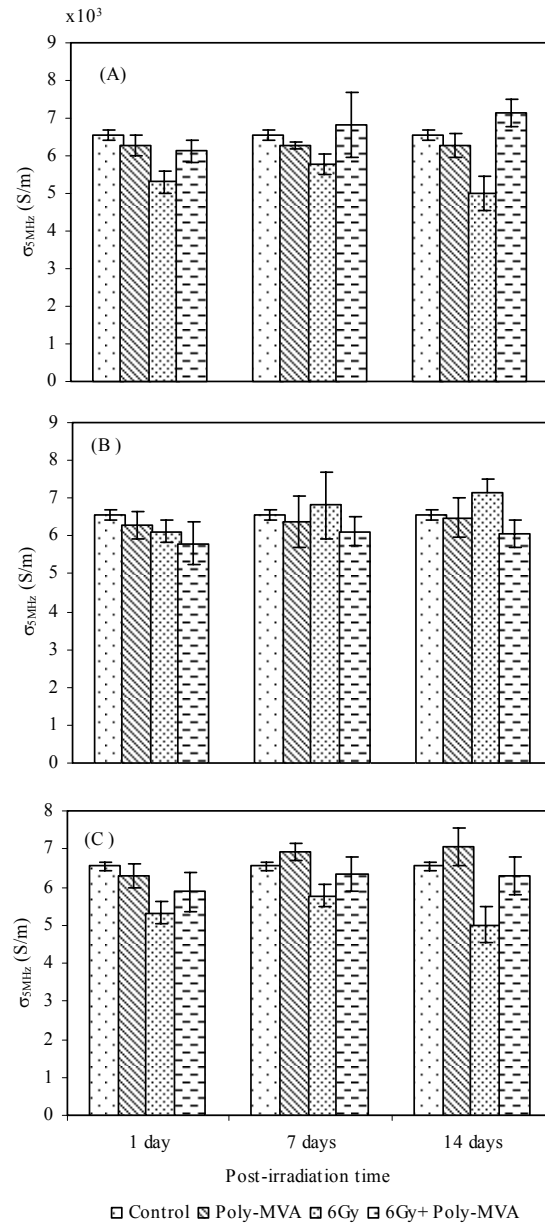 x10³
(A)
9
8
7
6
5
4
3
2
1
0
σ5MHz (S/m)
(B )
9
8
7
6
5
4
3
2
1
0
σ5MHz (S/m)
(C )
8
7
6
5
4
3
2
1
0
σ5MHz (S/m)
1 day 7 days 14 days
Post-irradiation time
Control Poly-MVA 6Gy 6Gy+ Poly-MVA